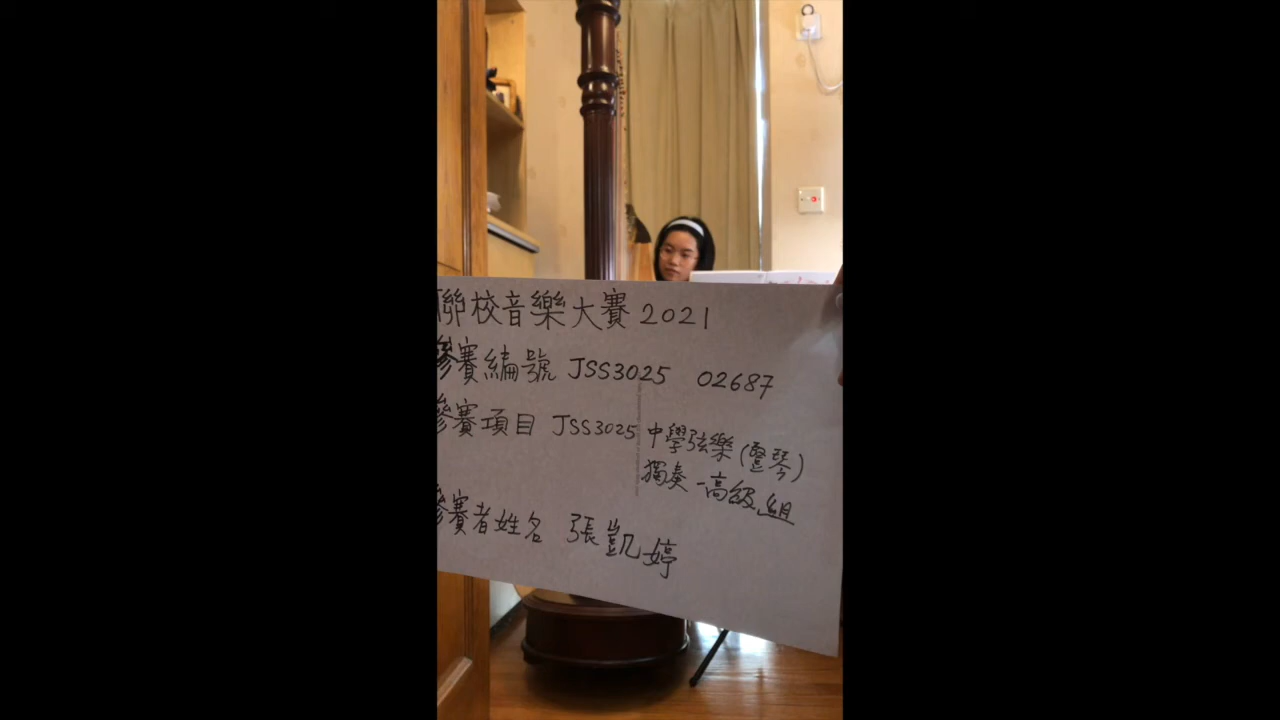 聯校音樂大賽 2021
參賽編號 JSS3025 02687
參賽項目 JSS3025 中學弦樂 (豎琴)
獨奏 - 高級組
參賽者姓名 張凱婷